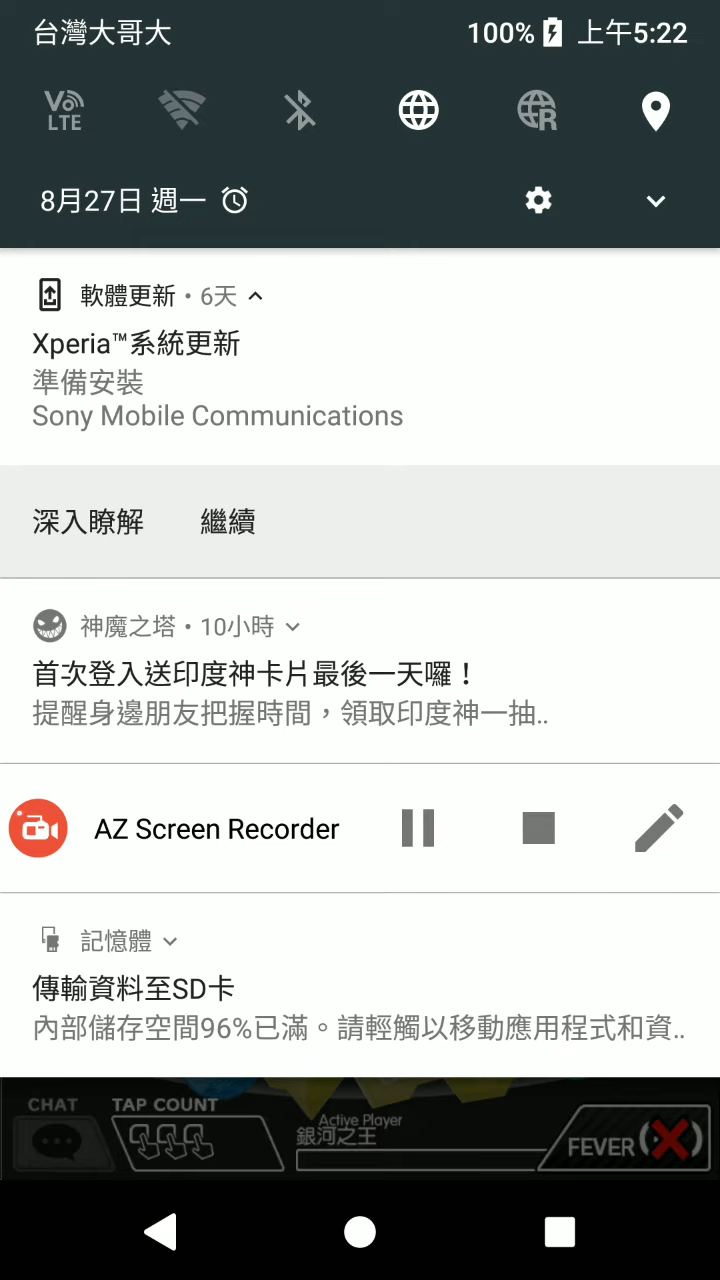 台灣大哥大 100% 上午5:22
Vo LTE
R
8月27日 週一
軟體更新 • 6天
Xperia™系統更新
準備安裝
Sony Mobile Communications
深入瞭解 繼續
神魔之塔 • 10小時
首次登入送印度神卡片最後一天囉！
提醒身邊朋友把握時間，領取印度神一抽..
AZ Screen Recorder
記憶體
傳輸資料至SD卡
內部儲存空間96%已滿。請輕觸以移動應用程式和資..
CHAT TAP COUNT
Active Player
銀河之王
FEVER